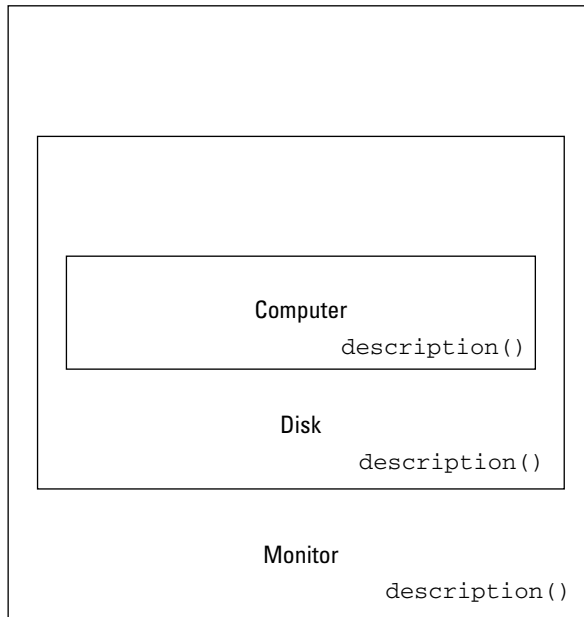 Computer
description()
Disk
description()
Monitor
description()